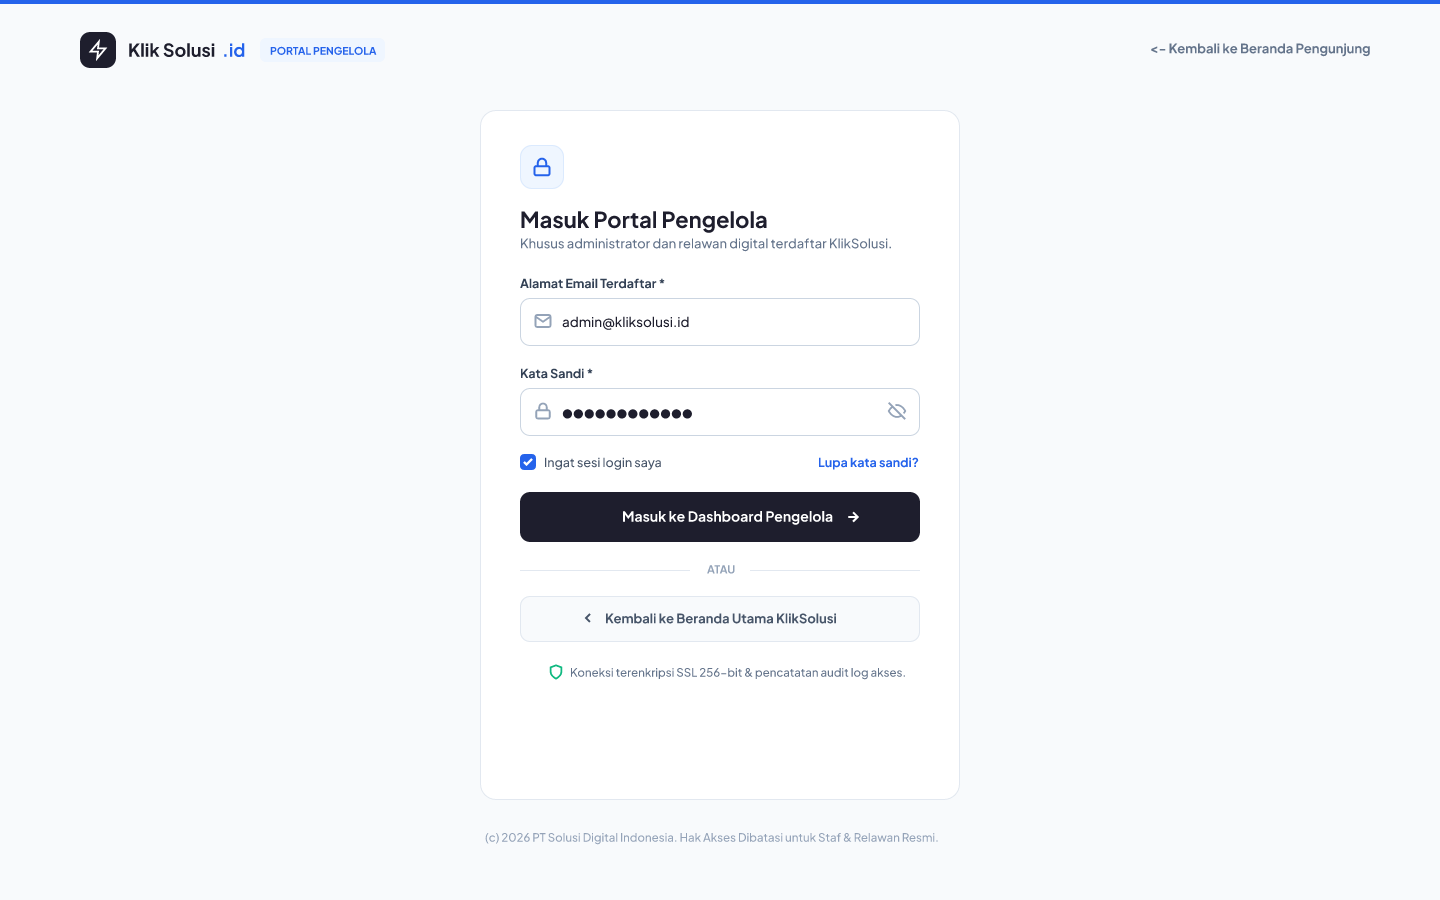 Klik Solusi .id PORTAL PENGELOLA
<- Kembali ke Beranda Pengunjung
Masuk Portal Pengelola
Khusus administrator dan relawan digital terdaftar KlikSolusi.
Alamat Email Terdaftar *
admin@kliksolusi.id
Kata Sandi *
●●●●●●●●●●●●
Ingat sesi login saya
Lupa kata sandi?
Masuk ke Dashboard Pengelola →
ATAU
Kembali ke Beranda Utama KlikSolusi
Koneksi terenkripsi SSL 256-bit & pencatatan audit log akses.
(c) 2026 PT Solusi Digital Indonesia. Hak Akses Dibatasi untuk Staf & Relawan Resmi.